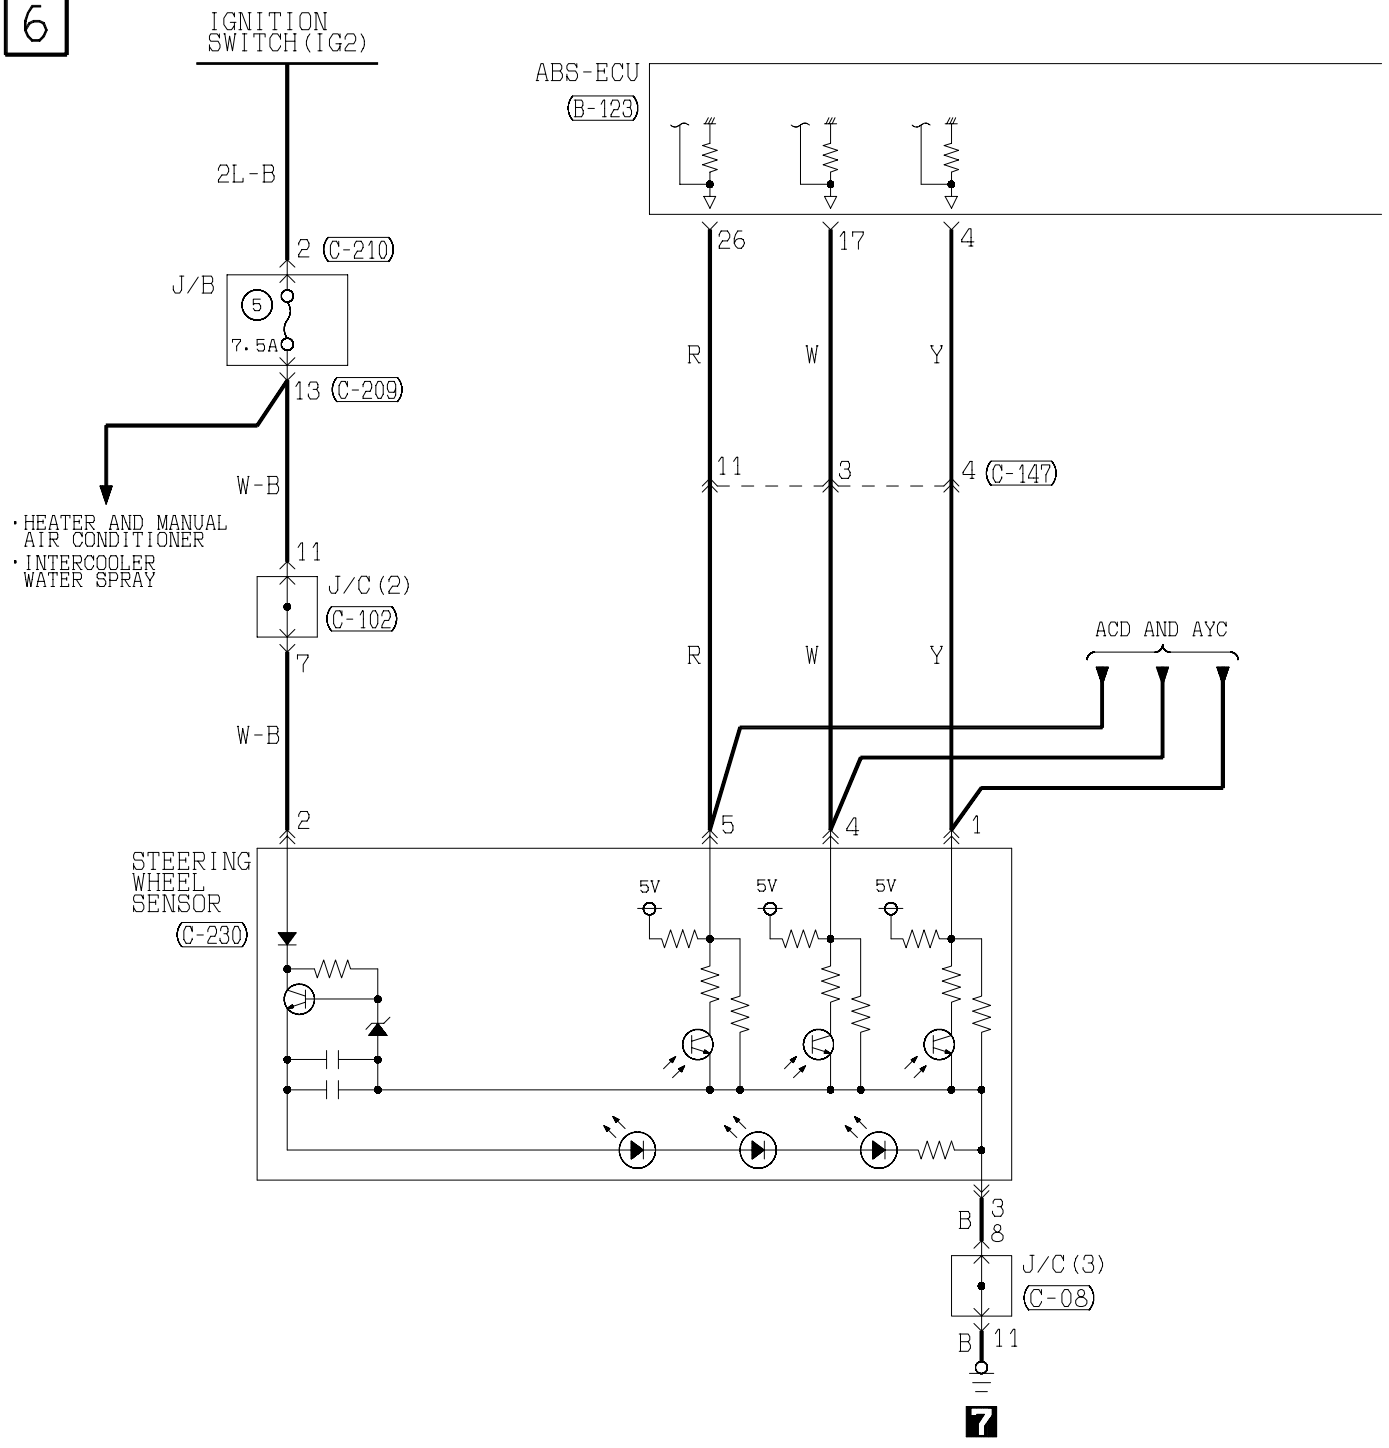 6
IGNITION
SWITCH(IG2)
ABS-ECU
(B-123)
2L-B
2 (C-210)
26
17
4
J/B
5
7.5A
13 (C-209)
R
W
Y
11
3
4 (C-147)
W-B
·HEATER AND MANUAL
AIR CONDITIONER
·INTERCOOLER
WATER SPRAY
11
J/C(2)
(C-102)
7
ACD AND AYC
R
W
Y
W-B
2
5
4
1
STEERING
WHEEL
SENSOR
(C-230)
5V
5V
5V
3
B
8
J/C(3)
(C-08)
B
11
7